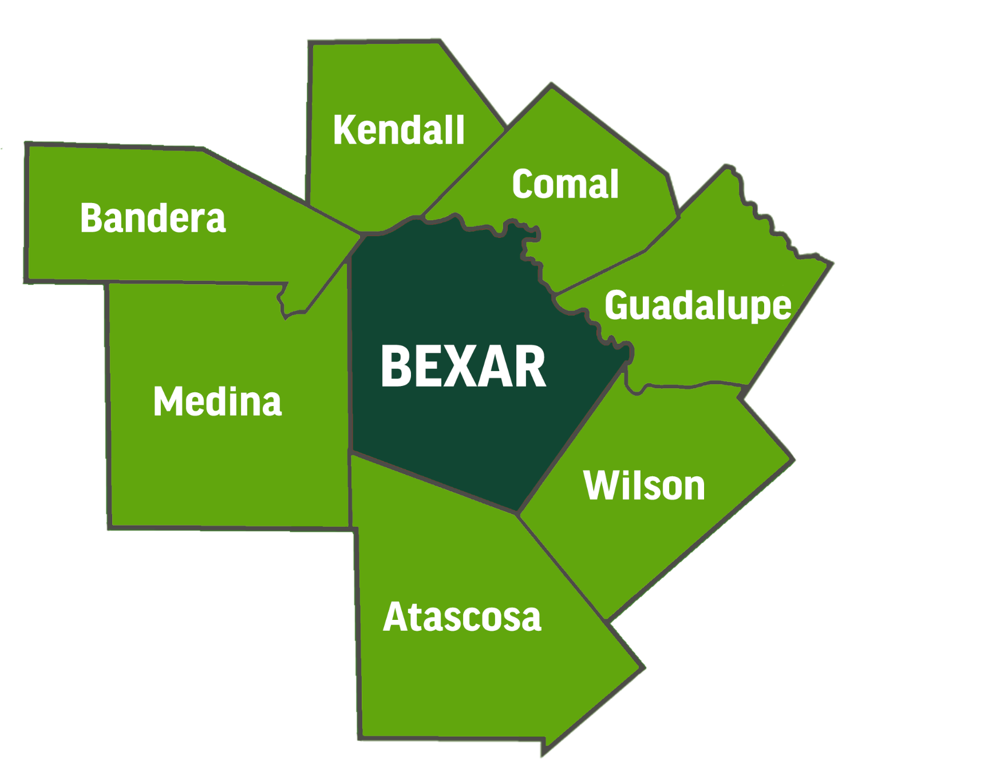 Kendall
Comal
Bandera
Guadalupe
BEXAR
Medina
Wilson
Atascosa